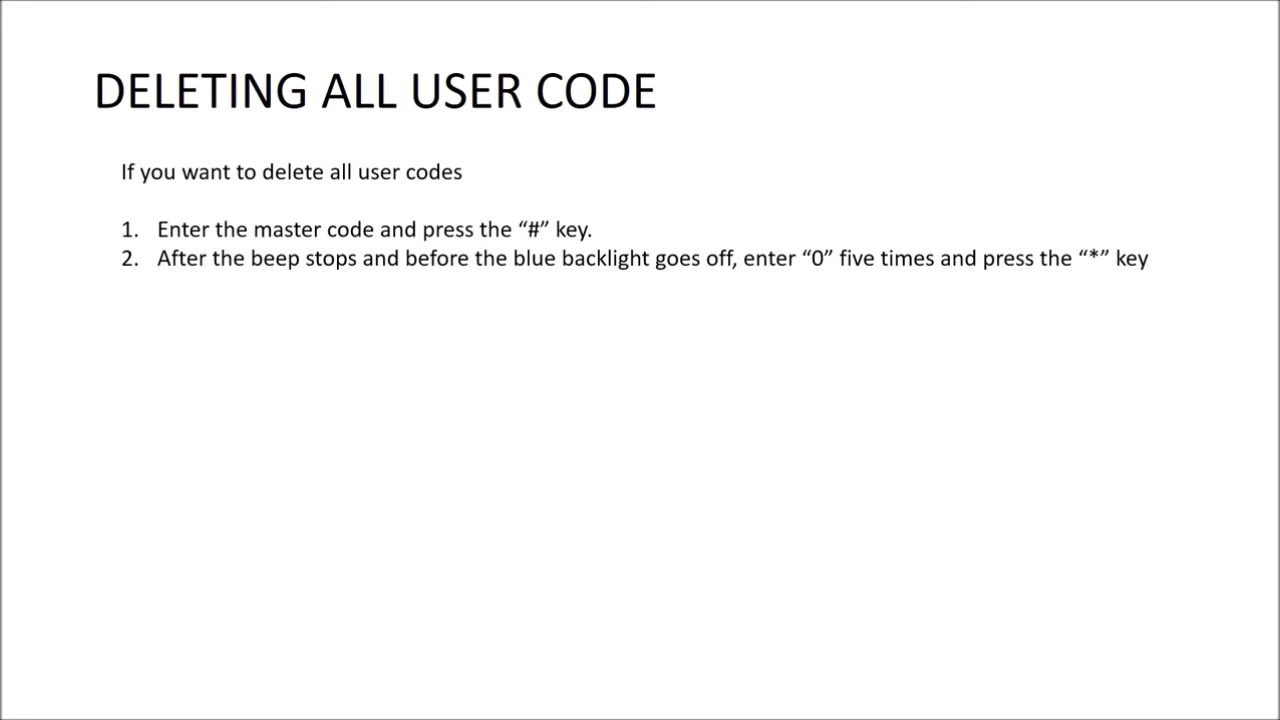 DELETING ALL USER CODE
If you want to delete all user codes
1. Enter the master code and press the “#” key.
2. After the beep stops and before the blue backlight goes off, enter “0” five times and press the “*” key